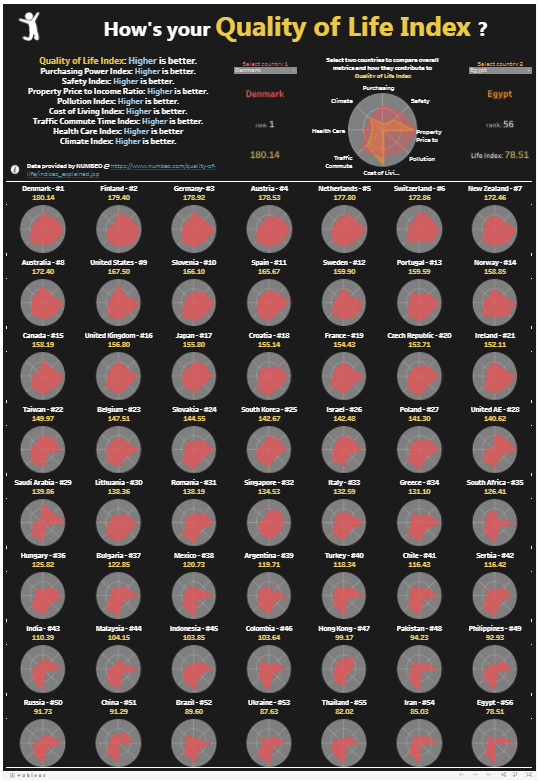 How's your Quality of Life Index ?
Quality of Life Index: Higher is better.
Purchasing Power Index: Higher is better.
Safety Index: Higher is better.
Property Price to Income Ratio: Higher is better.
Pollution Index: Higher is better.
Cost of Living Index: Higher is better.
Traffic Commute Time Index: Higher is better.
Health Care Index: Higher is better
Climate Index: Higher is better.
Data provided by NUMBEO @ https://www.numbeo.com/quality-of-
life/indices_explained.jsp
Select country 1
Denmark
Denmark
rank: 1
180.14
Select two countries to compare overall
metrics and how they contribute to
Quality of Life Index
Purchasing
Climate Safety
Health Care Property
Price to
Traffic Pollution
Commute
Cost of Livi...
Select country 2
Egypt
Egypt
rank: 56
Life Index: 78.51
Denmark - #1 Finland - #2 Germany - #3 Austria - #4 Netherlands - #5 Switzerland - #6 New Zealand - #7
180.14 179.40 178.92 178.53 177.80 172.86 172.46
Australia - #8 United States - #9 Slovenia - #10 Spain - #11 Sweden - #12 Portugal - #13 Norway - #14
172.40 167.50 166.10 165.67 159.90 159.59 158.85
Canada - #15 United Kingdom - #16 Japan - #17 Croatia - #18 France - #19 Czech Republic - #20 Ireland - #21
158.19 156.80 155.80 155.14 154.43 153.71 152.11
Taiwan - #22 Belgium - #23 Slovakia - #24 South Korea - #25 Israel - #26 Poland - #27 United AE - #28
149.97 147.51 144.55 142.67 142.48 141.30 140.62
Saudi Arabia - #29 Lithuania - #30 Romania - #31 Singapore - #32 Italy - #33 Greece - #34 South Africa - #35
139.86 138.36 138.19 134.53 132.59 131.10 126.41
Hungary - #36 Bulgaria - #37 Mexico - #38 Argentina - #39 Turkey - #40 Chile - #41 Serbia - #42
125.82 122.85 120.73 119.71 118.34 116.43 116.42
India - #43 Malaysia - #44 Indonesia - #45 Colombia - #46 Hong Kong - #47 Pakistan - #48 Philippines - #49
110.39 104.15 103.85 103.64 99.17 94.23 92.93
Russia - #50 China - #51 Brazil - #52 Ukraine - #53 Thailand - #55 Iran - #54 Egypt - #56
91.73 91.29 89.60 87.63 82.02 85.03 78.51
tableau